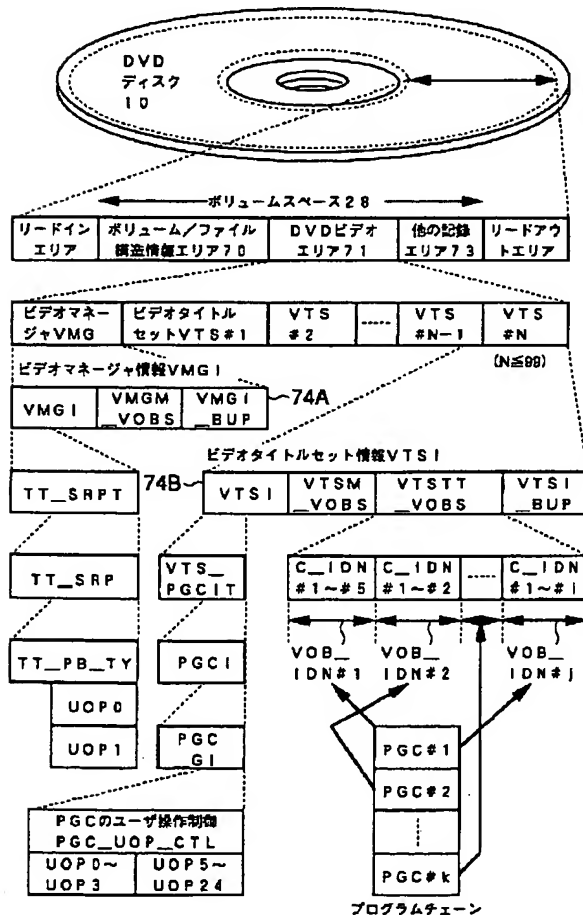 DVD
ディスク
10
ボリュームスペース28
リードイン
エリア
ボリューム/ファイル
構造情報エリア70
DVDビデオ
エリア71
他の記録
エリア73
リードアウ
トエリア
ビデオマネー
ジャVMG
ビデオタイトル
セットVTS#1
VTS
#2
VTS
#N-1
VTS
#N
(N≦99)
ビデオマネージャ情報VMGI
VMGI
VMGM
_VOBS
VMGI
_BUP
74A
ビデオタイトルセット情報VTSI
74B
VTSI
VTSM
_VOBS
VTSTT
_VOBS
VTSI
_BUP
TT_SRPT
TT_SRP
VTS_
PGCIT
C_IDN
#1~#5
C_IDN
#1~#2
C_IDN
#1~#i
TT_PB_TY
PGCI
VOB_
IDN#1
VOB_
IDN#2
VOB_
IDN#j
UOP0
UOP1
PGC
_GI
PGC#1
PGC#2
PGC#k
PGCのユーザ操作制御
PGC_UOP_CTL
UOP0~
UOP3
UOP5~
UOP24
プログラムチェーン